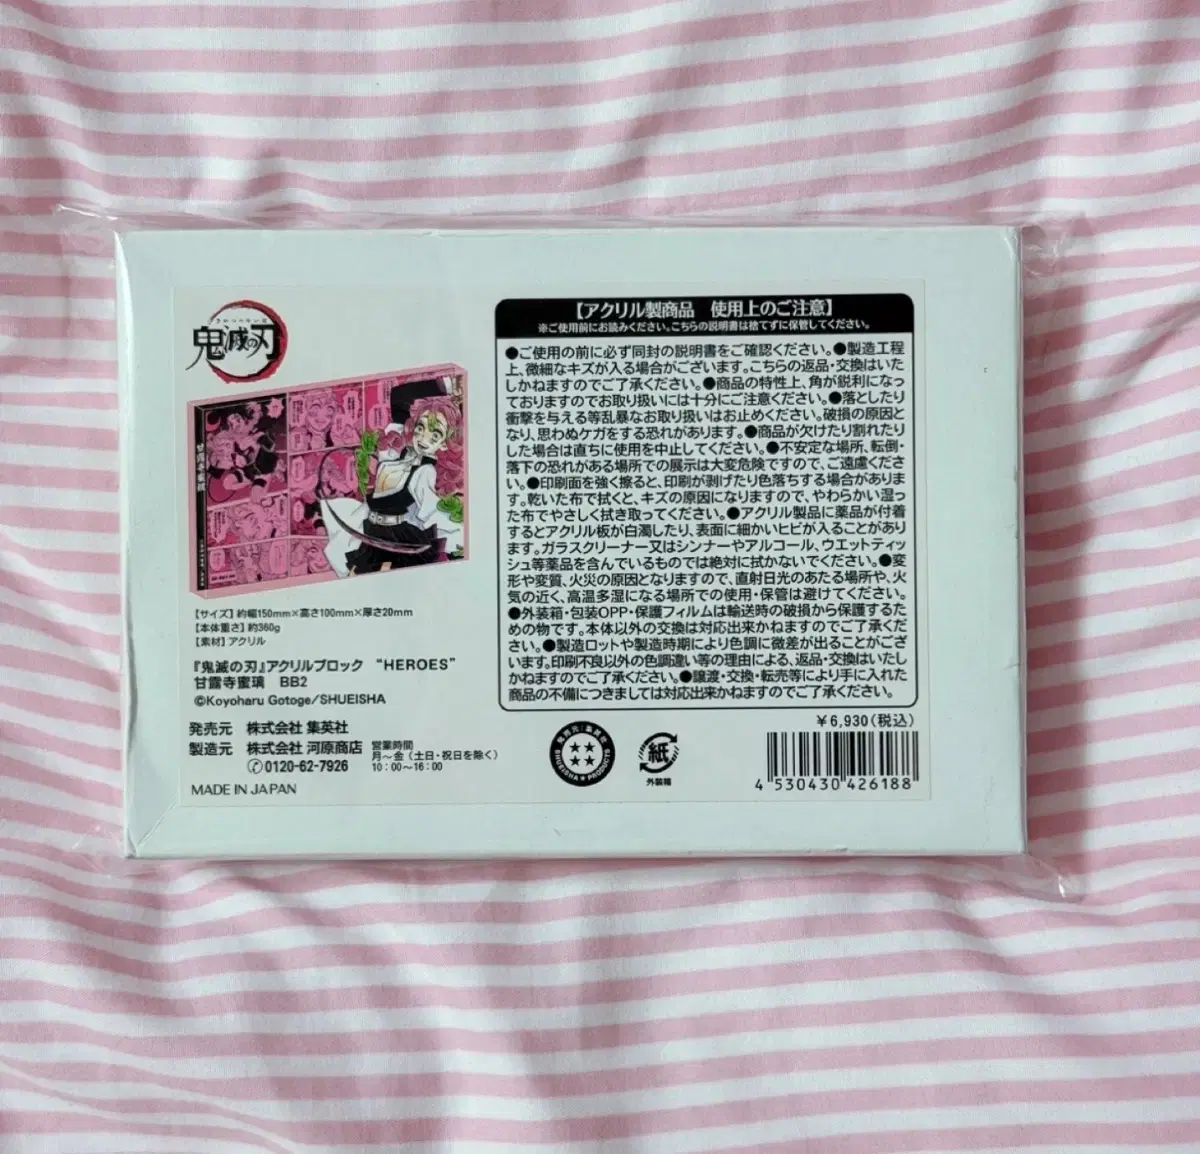 鬼滅の刃
【サイズ】約幅150mm×高さ100mm×厚さ20mm
【本体重さ】約360g
【素材】アクリル
『鬼滅の刃』アクリルブロック “HEROES”
甘露寺蜜璃 BB2
©Koyoharu Gotoge/SHUEISHA
発売元 株式会社 集英社
製造元 株式会社 河原商店
0120-62-7926
営業時間
月〜金（土日・祝日を除く）
10：00〜16：00
MADE IN JAPAN
【アクリル製商品 使用上のご注意】
※ご使用前にお読みください。こちらの説明書は捨てずに保管してください。
●ご使用の前に必ず同封の説明書をご確認ください。●製造工程
上、微細なキズが入る場合がございます。こちらの返品・交換はいた
しかねますのでご了承ください。●商品の特性上、角が鋭利になっ
ておりますのでお取り扱いには十分にご注意ください。●落としたり
衝撃を与える等乱暴なお取り扱いはお止めください。破損の原因と
なり、思わぬケガをする恐れがあります。●商品が欠けたり割れたり
した場合は直ちに使用を中止してください。●不安定な場所、転倒・
落下の恐れがある場所での展示は大変危険ですので、ご遠慮くださ
い。●印刷面を強く擦ると、印刷が剥げたり色落ちする場合がありま
す。乾いた布で拭くと、キズの原因になりますので、やわらかい湿っ
た布でやさしく拭き取ってください。●アクリル製品に薬品が付着
するとアクリル板が白濁したり、表面に細かいヒビが入ることがあり
ます。ガラスクリーナー又はシンナーやアルコール、ウエットティッ
シュ等薬品を含んでいるものでは絶対に拭かないでください。●変
形や変質、火災の原因となりますので、直射日光のあたる場所や、火
気の近く、高温多湿になる場所での使用・保管は避けてください。
●外装箱・包装OPP・保護フィルムは輸送時の破損から保護するた
めの物です。本体以外の交換は対応出来かねますのでご了承くださ
い。●製造ロットや製造時期により色調に微差が出ることがござ
います。印刷不良以外の色調違い等の理由による、返品・交換はいたし
かねますのでご了承ください。●譲渡・交換・転売等により手に入れた
商品の不備につきましては対応出来かねますのでご了承ください。
SHUEISHA PRODUCTS
紙
外装箱
￥6,930（税込）
4 530430 426188